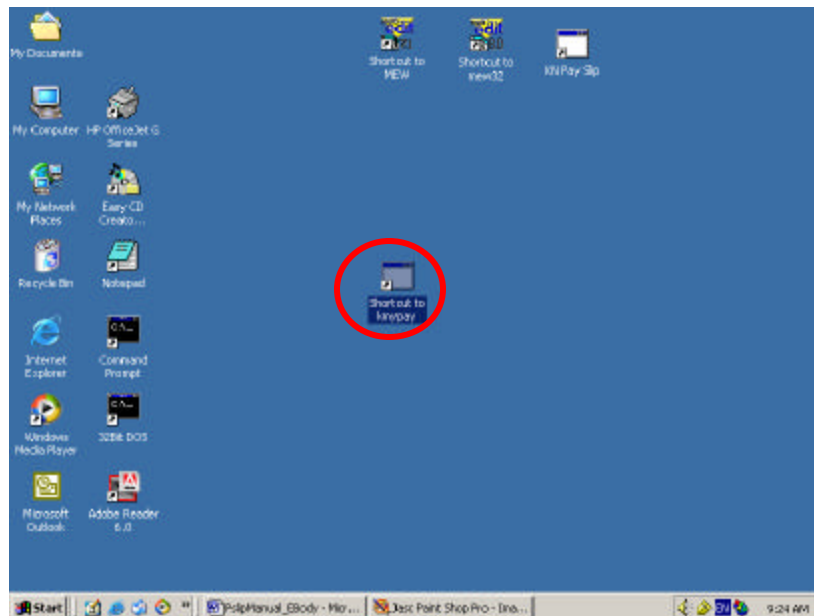 My Documents
My Computer
HP OfficeJet G
Series
My Network
Places
Easy-CD
Creato...
Recycle Bin
Notepad
Internet
Explorer
Command
Prompt
Windows
Media Player
32Bit DOS
Microsoft
Outlook
Adobe Reader
6.0
Shortcut to
MEW
Shortcut to
mew32
KN Pay Slip
Shortcut to
Start
PslipManual_EBody - Micr...
Jasc Paint Shop Pro - Ima...
EN
9:24 AM